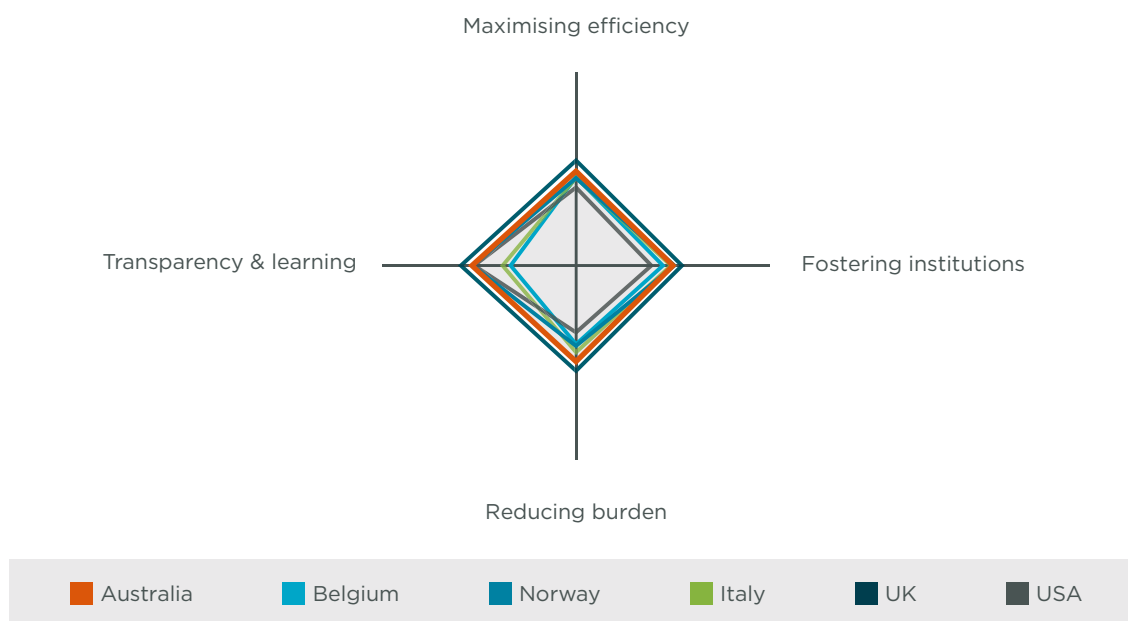 Maximising efficiency
Transparency & learning
Fostering institutions
Reducing burden
Australia
Belgium
Norway
Italy
UK
USA